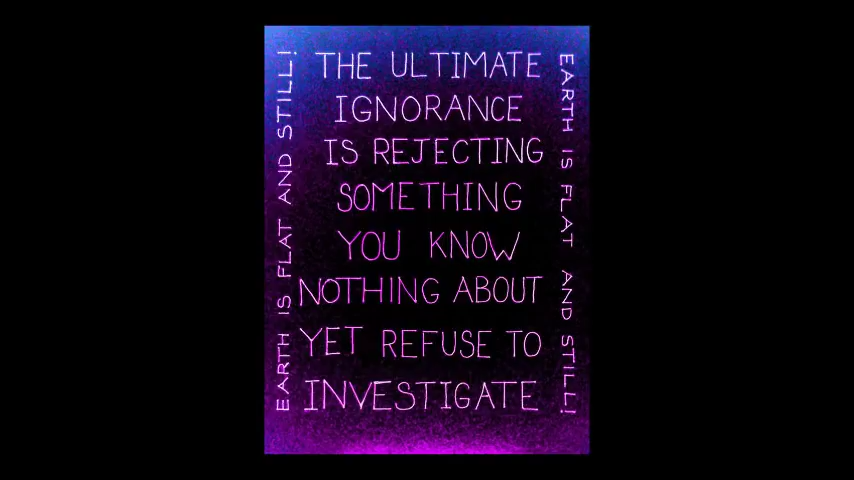 THE ULTIMATE
IGNORANCE
IS REJECTING
SOMETHING
YOU KNOW
NOTHING ABOUT
YET REFUSE TO
INVESTIGATE
EARTH IS FLAT AND STILL!
EARTH IS FLAT AND STILL!